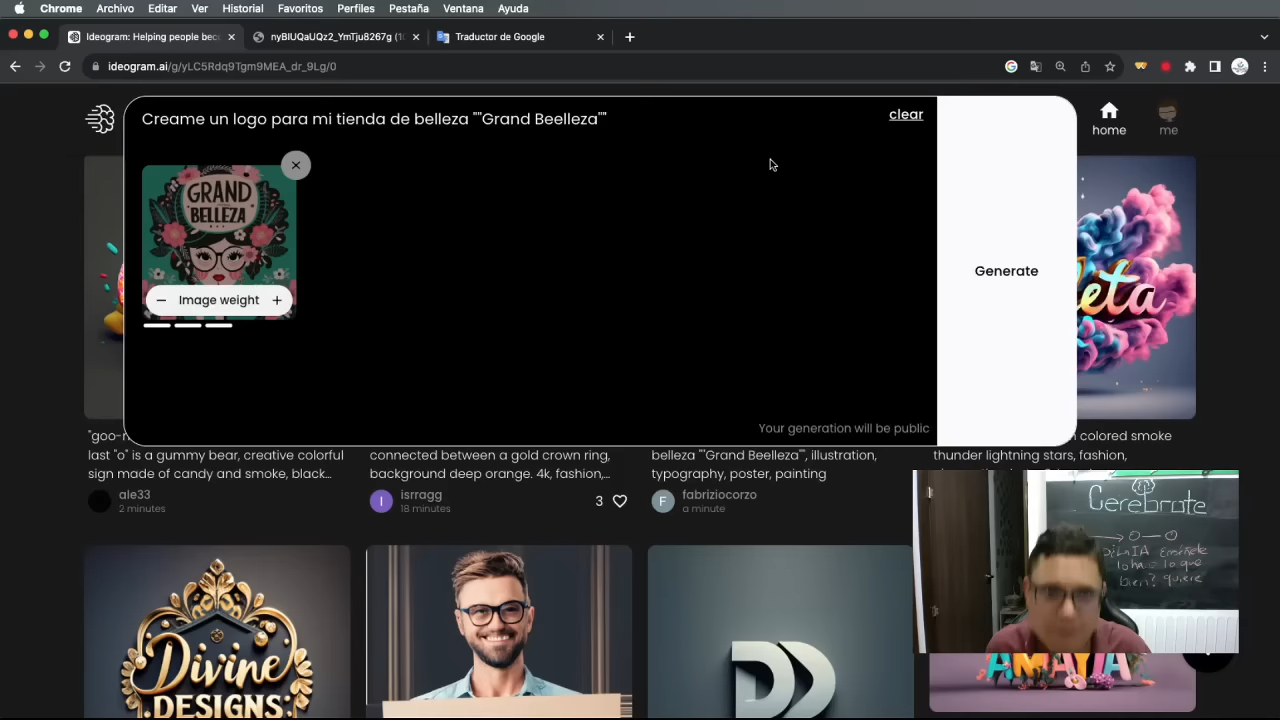 Chrome Archivo Editar Ver Historial Favoritos Perfiles Pestaña Ventana Ayuda
Ideogram: Helping people bec
nyBIUQaUQz2_YmTju8267g (1
Traductor de Google
ideogram.ai/g/yLC5Rdq9Tgm9MEA_dr_9Lg/0
Creame un logo para mi tienda de belleza ""Grand Beelleza""
clear
home
me
GRAND
BELLEZA
Image weight
Generate
Your generation will be public
last "o" is a gummy bear, creative colorful
sign made of candy and smoke, black...
ale33
2 minutes
connected between a gold crown ring,
background deep orange. 4k, fashion,...
isrragg
18 minutes
3
belleza ""Grand Beelleza"", illustration,
typography, poster, painting
fabriziocorzo
a minute
colored smoke
thunder lightning stars, fashion,
Cerebrate
Divine
DESIGNS
AMAYIA